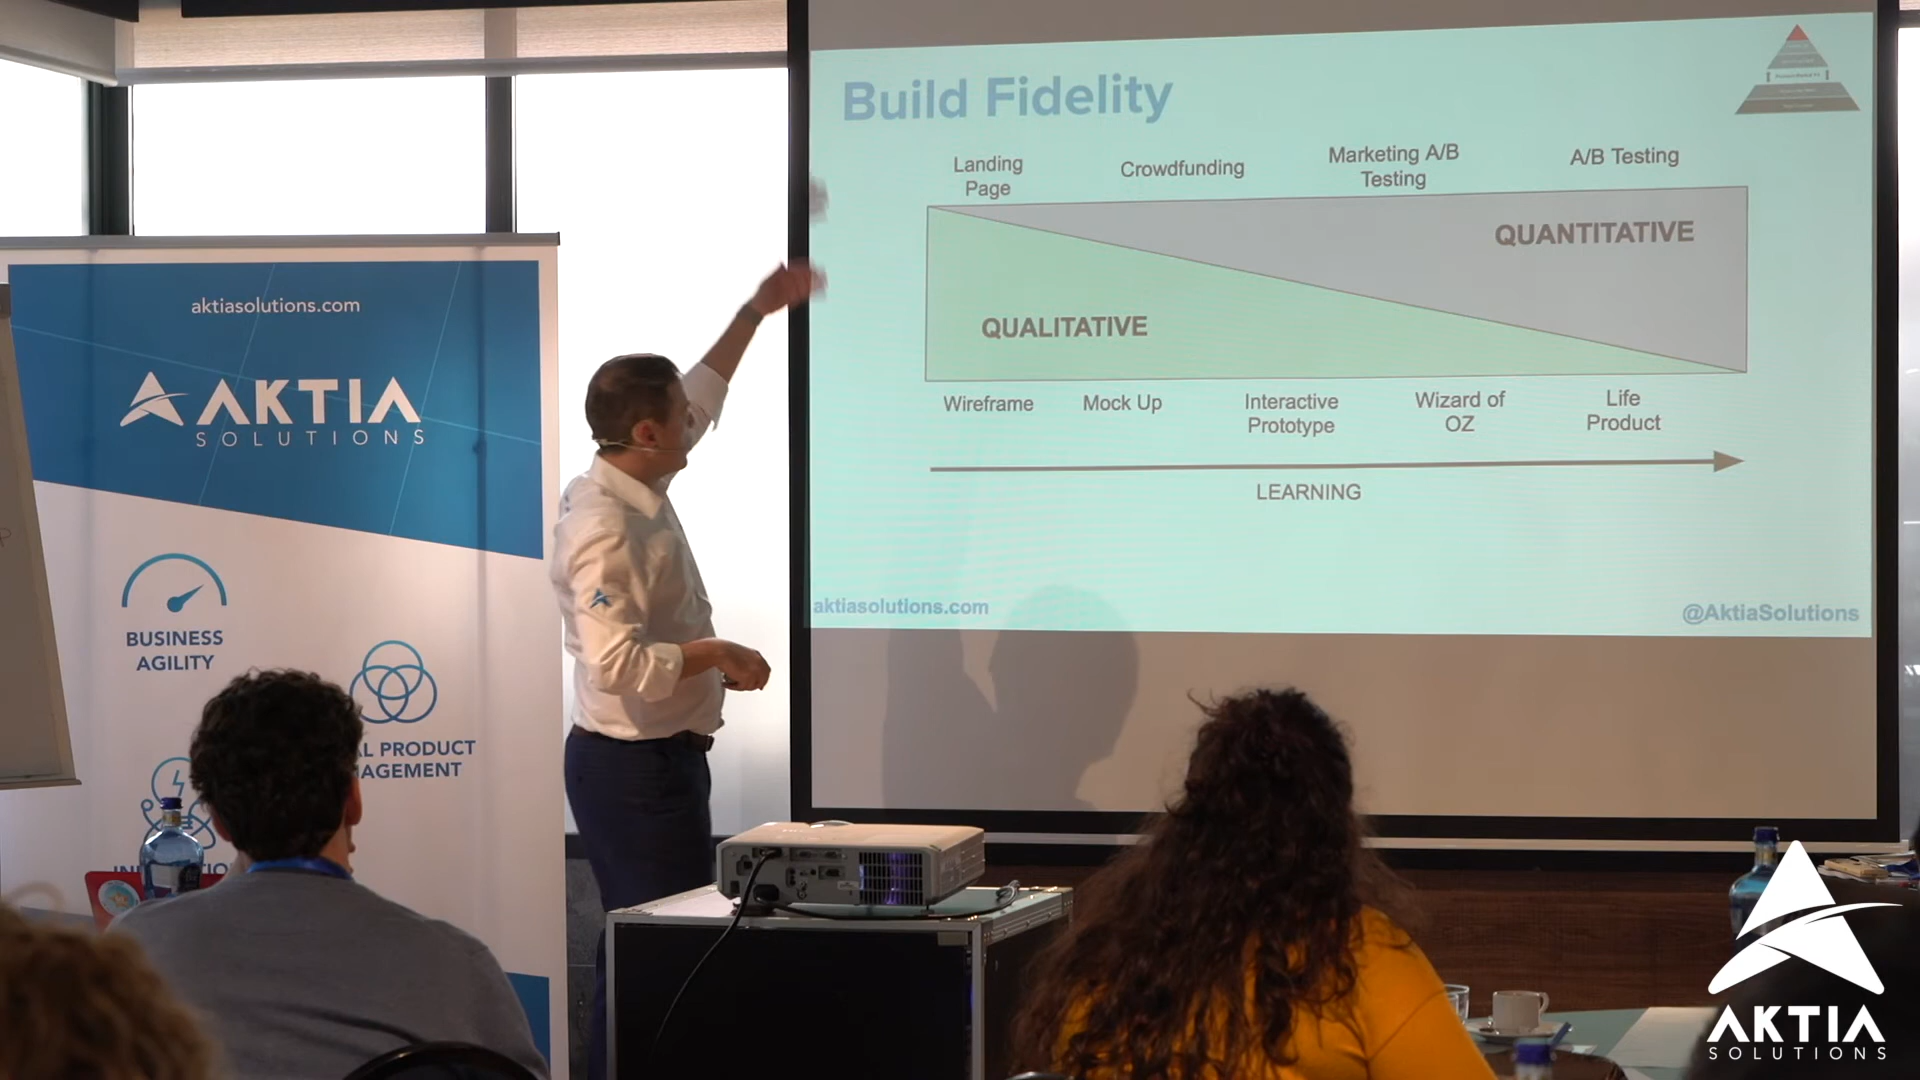 aktiasolutions.com
AKTIA
SOLUTIONS
BUSINESS
AGILITY
AL PRODUCT
AGEMENT
Build Fidelity
Landing
Page
Crowdfunding
Marketing A/B
Testing
A/B Testing
QUANTITATIVE
QUALITATIVE
Wireframe
Mock Up
Interactive
Prototype
Wizard of
OZ
Life
Product
LEARNING
aktiasolutions.com
@AktiaSolutions
AKTIA
SOLUTIONS